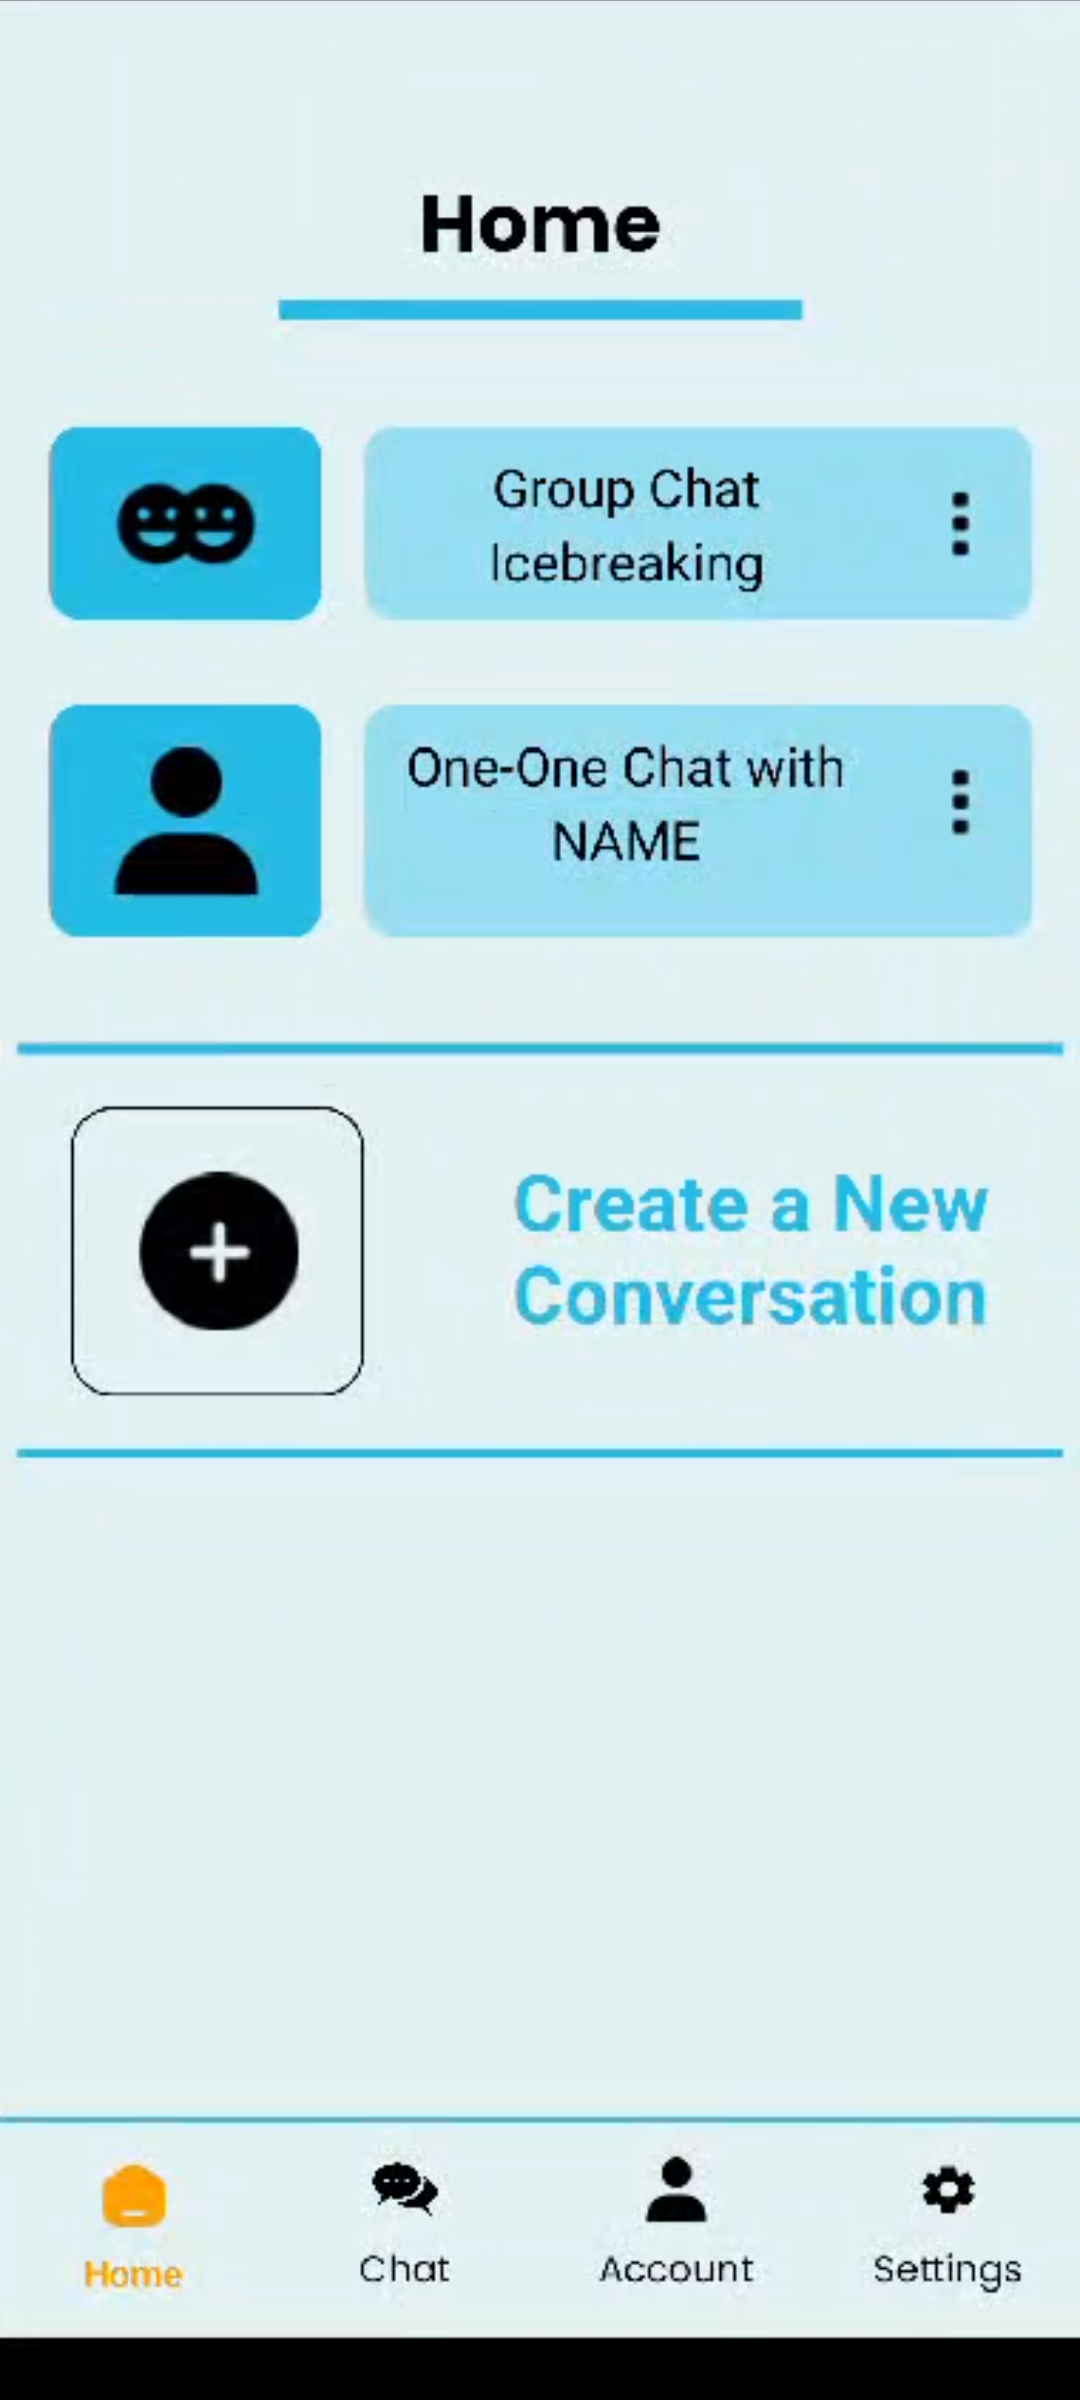 Home
Group Chat
Icebreaking
One-One Chat with
NAME
Create a New
Conversation
Home
Chat
Account
Settings